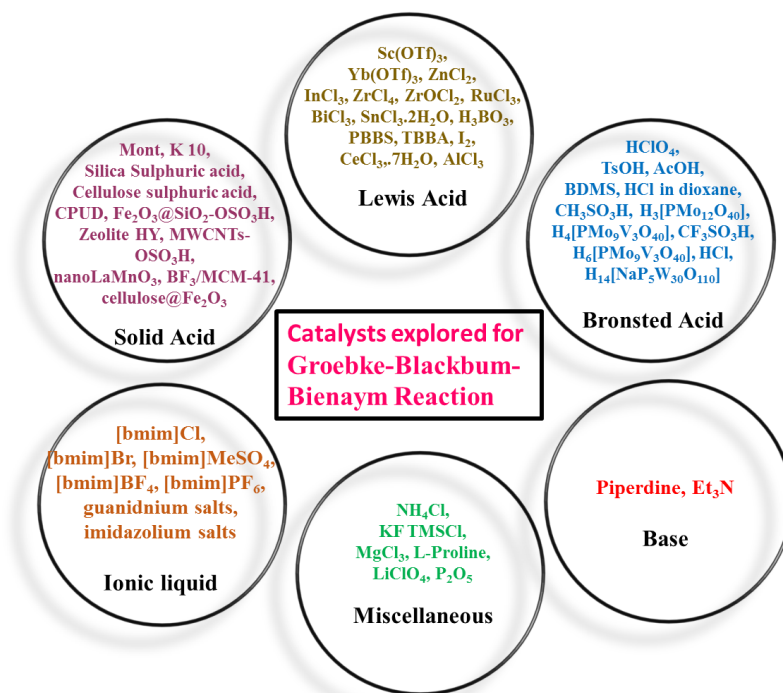 Sc(OTf)₃,
Yb(OTf)₃, ZnCl₂,
InCl₃, ZrCl₄, ZrOCl₂, RuCl₃,
BiCl₃, SnCl₃.2H₂O, H₃BO₃,
PBBS, TBBA, I₂,
CeCl₃,.7H₂O, AlCl₃
Lewis Acid
Mont, K 10,
Silica Sulphuric acid,
Cellulose sulphuric acid,
CPUD, Fe₂O₃@SiO₂-OSO₃H,
Zeolite HY, MWCNTs-
OSO₃H,
nanoLaMnO₃, BF₃/MCM-41,
cellulose@Fe₂O₃
Solid Acid
HClO₄,
TsOH, AcOH,
BDMS, HCl in dioxane,
CH₃SO₃H, H₃[PMo₁₂O₄₀],
H₄[PMo₉V₃O₄₀], CF₃SO₃H,
H₆[PMo₉V₃O₄₀], HCl,
H₁₄[NaP₅W₃₀O₁₁₀]
Bronsted Acid
Catalysts explored for
Groebke-Blackbum-
Bienaym Reaction
[bmim]Cl,
[bmim]Br, [bmim]MeSO₄,
[bmim]BF₄, [bmim]PF₆,
guanidnium salts,
imidazolium salts
Ionic liquid
NH₄Cl,
KF TMSCl,
MgCl₃, L-Proline,
LiClO₄, P₂O₅
Miscellaneous
Piperdine, Et₃N
Base